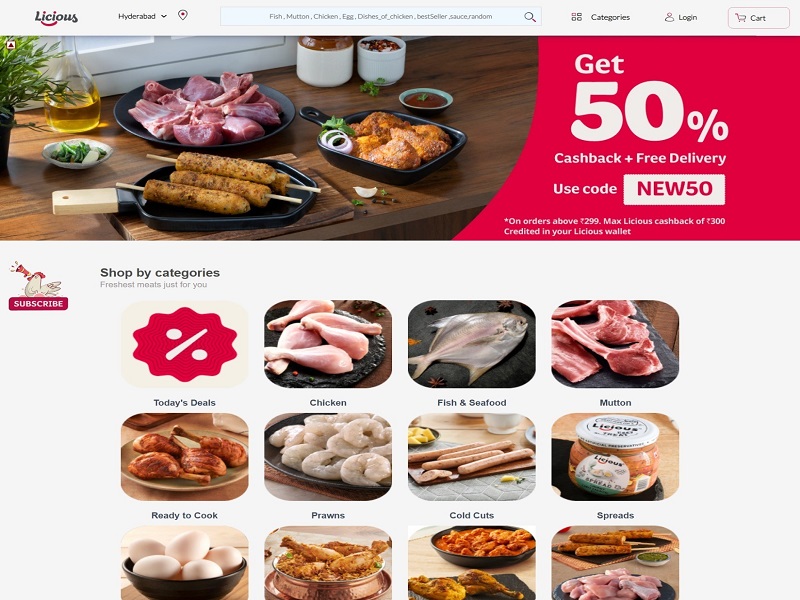 Licious
Hyderabad
Fish , Mutton , Chicken , Egg , Dishes_of_chicken , bestSeller ,sauce,random
Categories
Login
Cart
Get
50%
Cashback + Free Delivery
Use code NEW50
*On orders above ₹299. Max Licious cashback of ₹300
Credited in your Licious wallet
SUBSCRIBE
Shop by categories
Freshest meats just for you
Today's Deals
Chicken
Fish & Seafood
Mutton
Licious
Licious
SPREAD
Ready to Cook
Prawns
Cold Cuts
Spreads